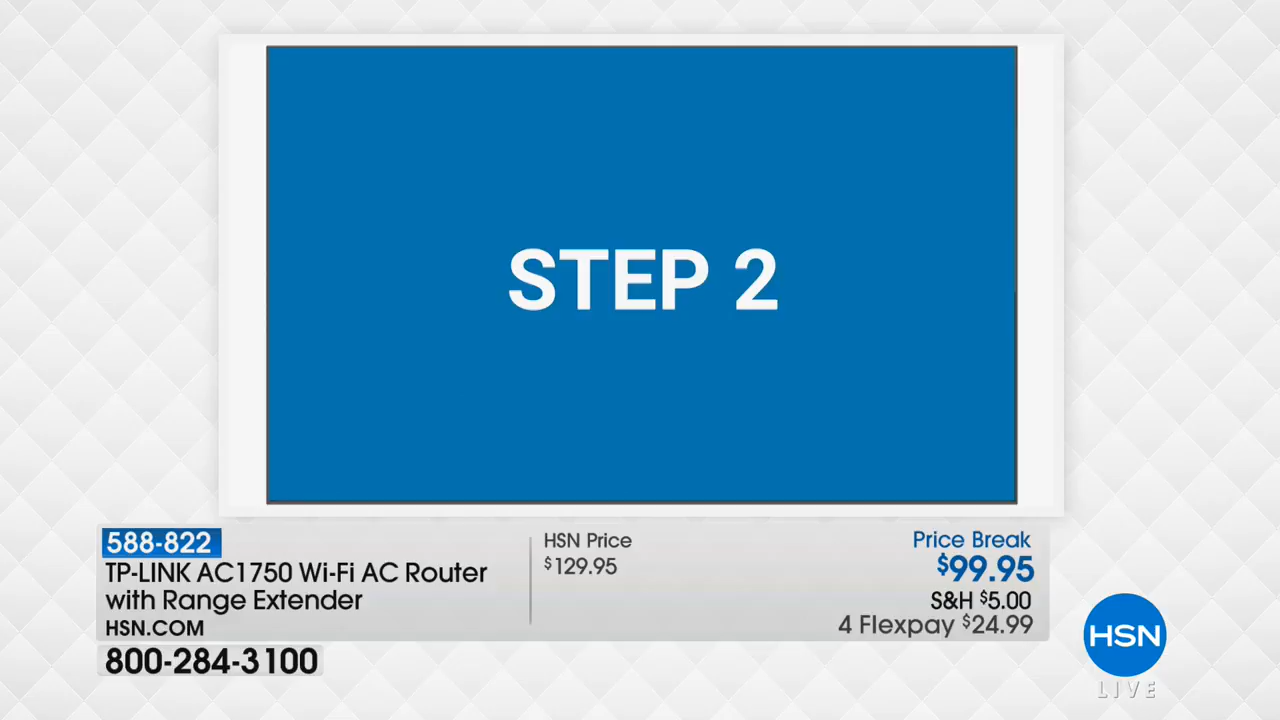 STEP 2
588-822
TP-LINK AC1750 Wi-Fi AC Router
with Range Extender
HSN.COM
800-284-3100
HSN Price
$129.95
Price Break
$99.95
S&H $5.00
4 Flexpay $24.99
HSN
LIVE